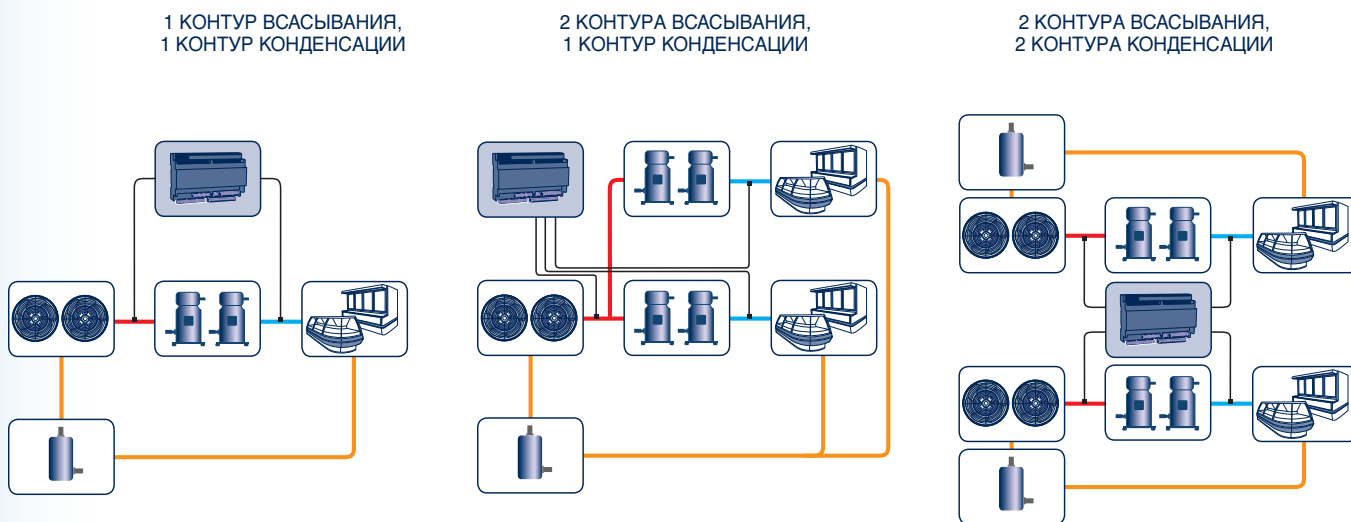 1 КОНТУР ВСАСЫВАНИЯ,
1 КОНТУР КОНДЕНСАЦИИ
2 КОНТУРА ВСАСЫВАНИЯ,
1 КОНТУР КОНДЕНСАЦИИ
2 КОНТУРА ВСАСЫВАНИЯ,
2 КОНТУРА КОНДЕНСАЦИИ